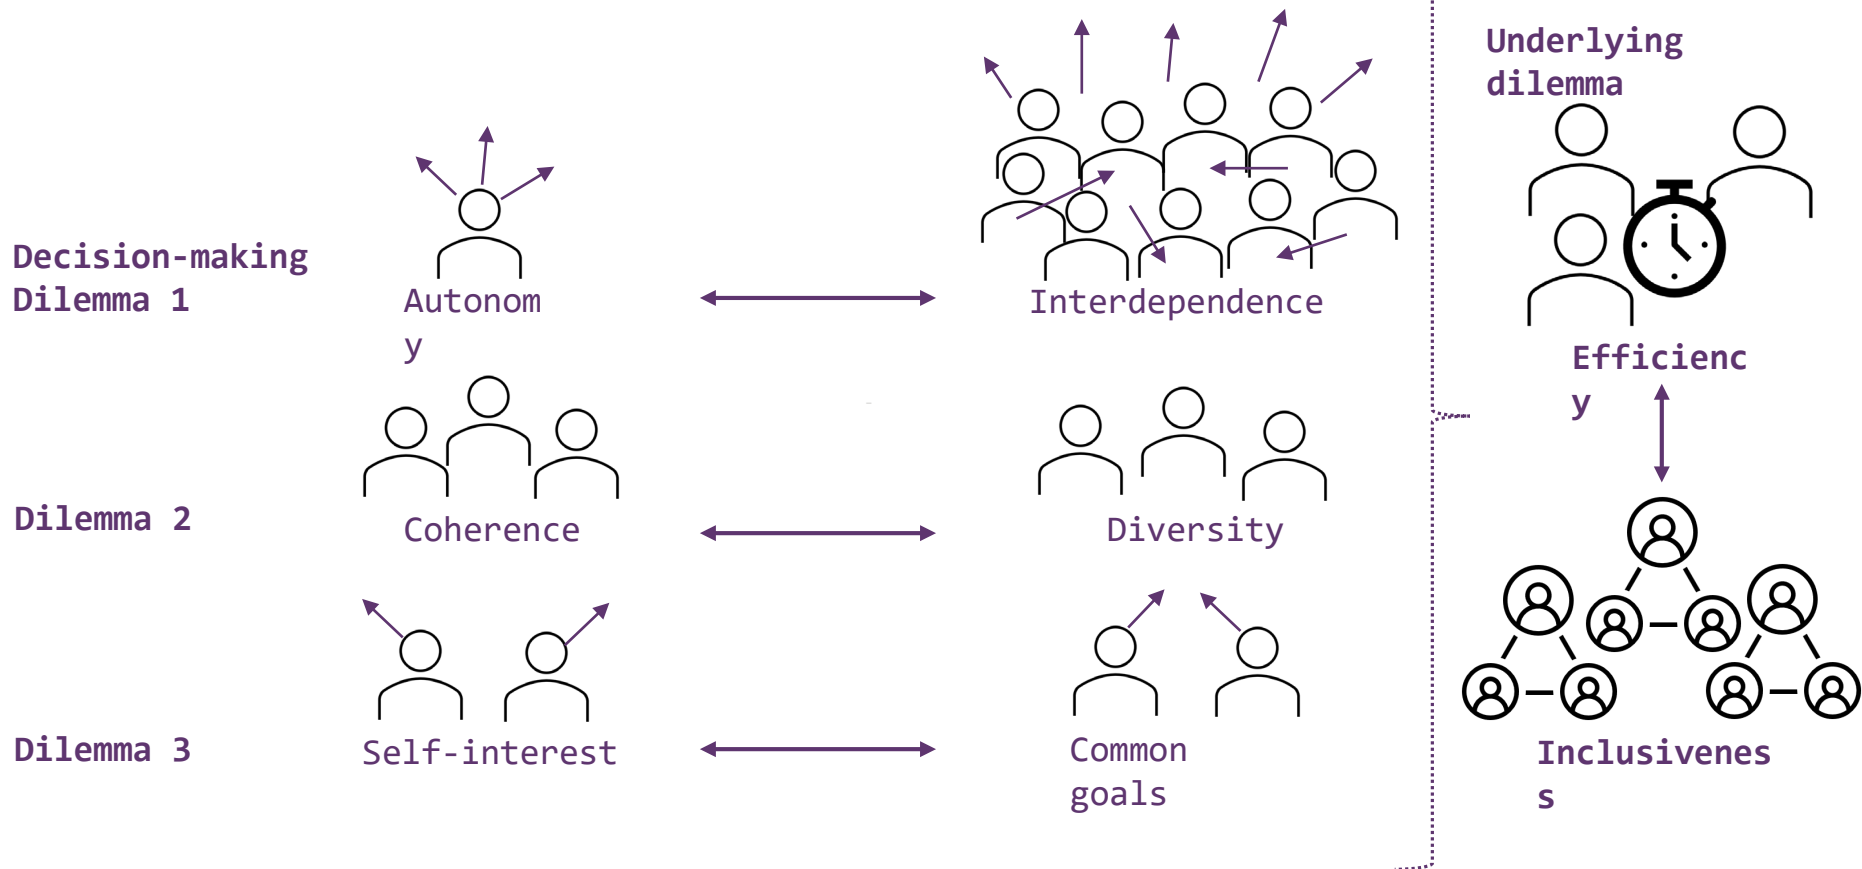 Decision-making
Dilemma 1
Autonom
y
Interdependence
Dilemma 2
Coherence
Diversity
Dilemma 3
Self-interest
Common
goals
Underlying
dilemma
Efficienc
y
Inclusivenes
s